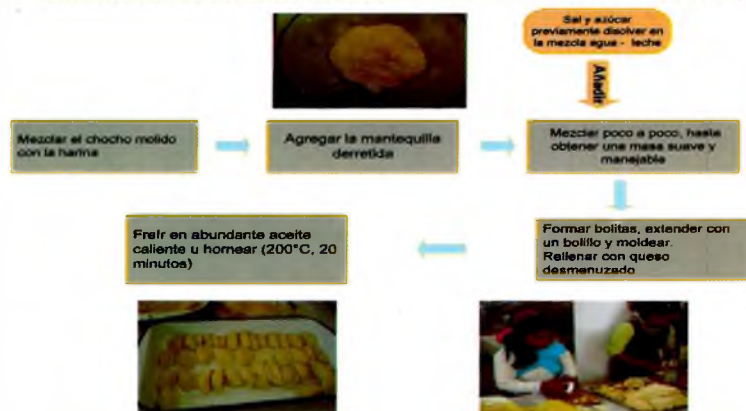 Sal y azúcar
previamente disolver en
la mezcla agua - leche
Añadir
Mezclar el chocho molido
con la harina
Agregar la mantequilla
derretida
Mezclar poco a poco, hasta
obtener una masa suave y
manejable
Formar bolitas, extender con
un bolillo y moldear.
Rellenar con queso
desmenuzado
Freír en abundante aceite
caliente u hornear (200°C, 20
minutos)